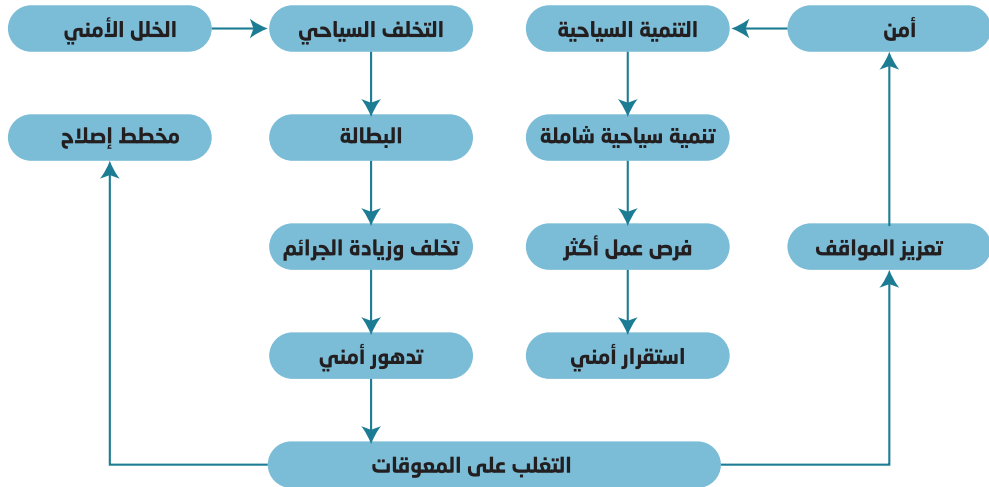 أمن
التنمية السياحية
التخلف السياحي
الخلل الأمني
تنمية سياحية شاملة
البطالة
مخطط إصلاح
تعزيز المواقف
فرص عمل أكثر
تخلف وزيادة الجرائم
استقرار أمني
تدهور أمني
التغلب على المعوقات